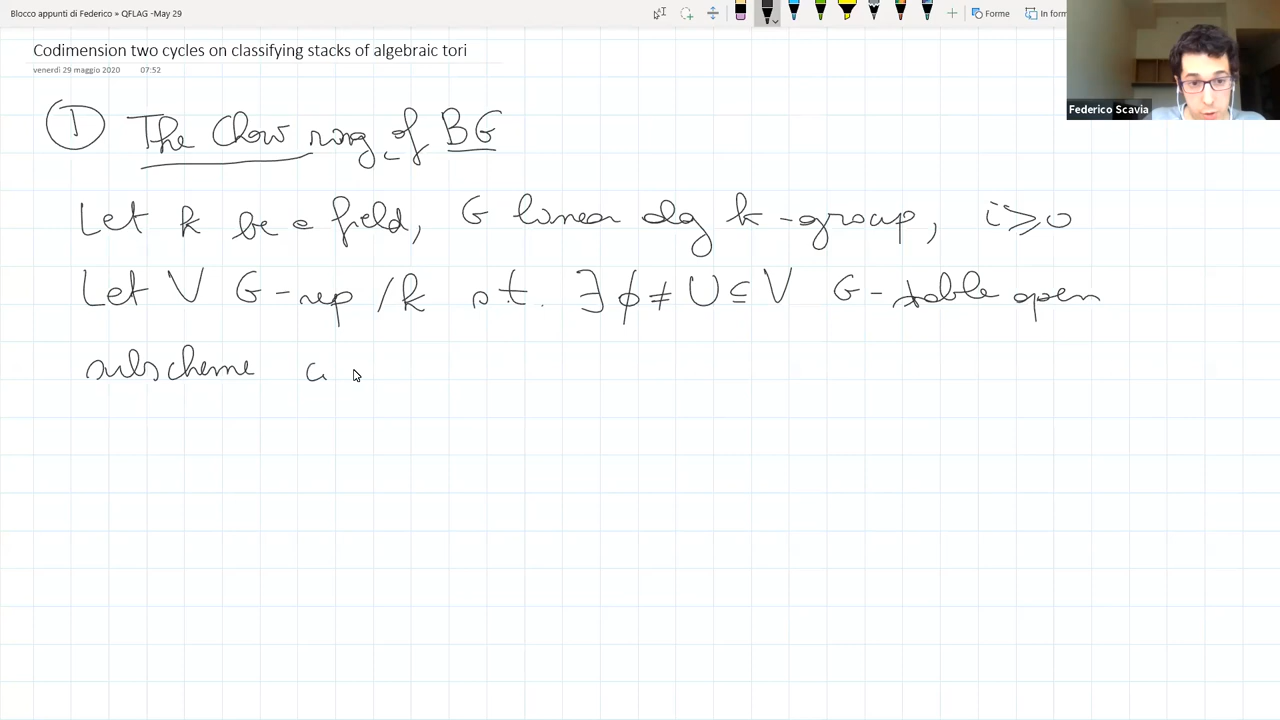 Blocco appunti di Federico » QFLAG -May 29
Forme
In form
Codimension two cycles on classifying stacks of algebraic tori
venerdì 29 maggio 2020 07:52
Federico Scavia
① The Chow ring of BG
Let k be a field, G linear alg k-group, i ⩾ 0
Let V G-rep /k s.t. ∃ ϕ ≠ U ⊆ V G-stable open
subscheme a